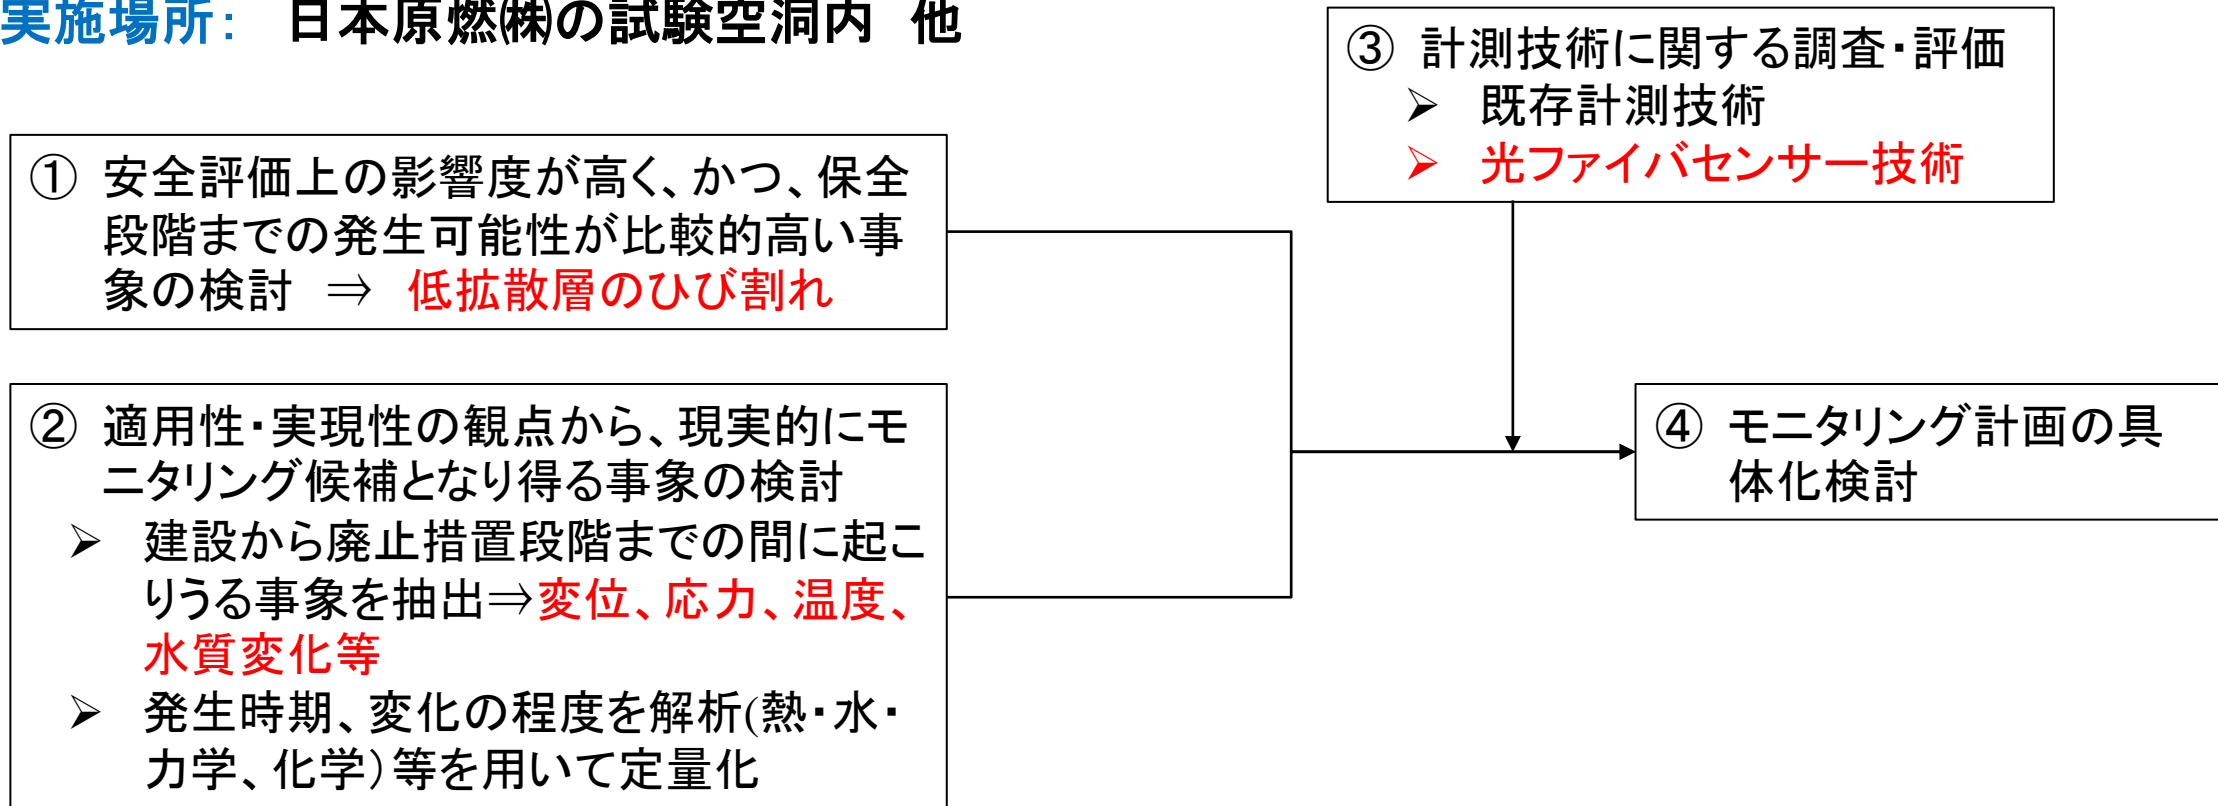 実施場所： 日本原燃㈱の試験空洞内 他
① 安全評価上の影響度が高く、かつ、保全
段階までの発生可能性が比較的高い事
象の検討 ⇒ 低拡散層のひび割れ
② 適用性・実現性の観点から、現実的にモ
ニタリング候補となり得る事象の検討
➢ 建設から廃止措置段階までの間に起こ
りうる事象を抽出⇒変位、応力、温度、
水質変化等
➢ 発生時期、変化の程度を解析(熱・水・
力学、化学）等を用いて定量化
③ 計測技術に関する調査・評価
➢ 既存計測技術
➢ 光ファイバセンサー技術
④ モニタリング計画の具
体化検討